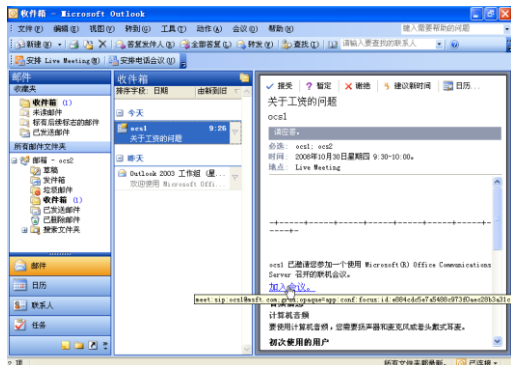 收件箱 - Microsoft Outlook
文件(F) 编辑(E) 视图(V) 转到(G) 工具(T) 动作(A) 会议(O) 帮助(H) 键入需要帮助的问题
新建(N) 答复发件人(R) 全部答复(L) 转发(W) 查找(I) 请输入要查找的联系人
安排 Live Meeting(M) 安排电话会议(U)
邮件
收藏夹
收件箱 (1)
未读邮件
标有后续标志的邮件
已发送邮件
所有邮件文件夹
邮箱 - ocs2
草稿
发件箱
垃圾邮件
收件箱 (1)
已发送邮件
已删除邮件
搜索文件夹
邮件
日历
联系人
任务
收件箱
排序字段: 日期 由新到旧
今天
ocs1 9:26
关于工资的问题
昨天
Outlook 2003 工作组 (星...
欢迎使用 Microsoft Offi...
接受 暂定 谢绝 建议新时间 日历...
关于工资的问题
ocs1
请应答。
必选: ocs1; ocs2
时间: 2008年10月30日星期四 9:30-10:00。
地点: Live Meeting
ocs1 已邀请您参加一个使用 Microsoft(R) Office Communications
Server 召开的联机会议。
加入会议。
计算机音频
要使用计算机音频,您需要扬声器和麦克风或者头戴式耳麦。
初次使用的用户
2 项 所有文件夹都是最新。 已连接